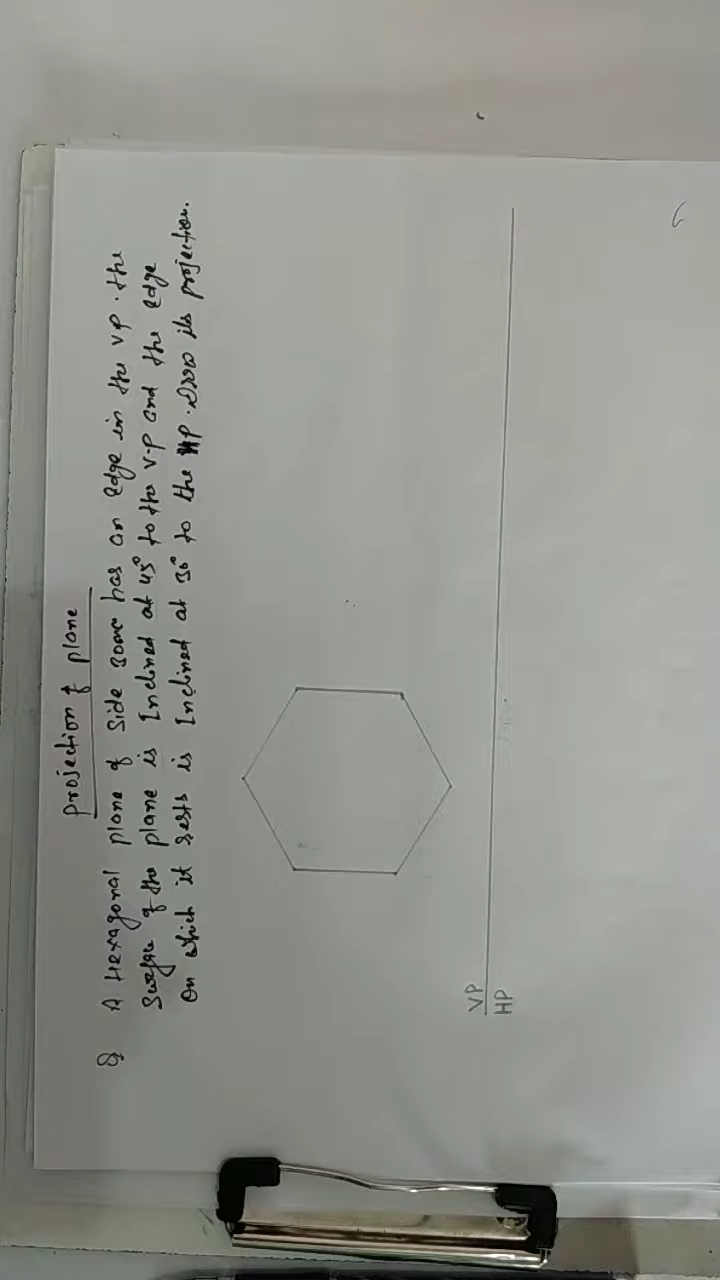 projection of plane
Q A Hexagonal plane of side 30mm has an edge in the VP. the
Surface of the plane is Inclined at 45° to the V.P and the edge
on which it rests is Inclined at 30° to the HP. Draw its projection.
VP
HP